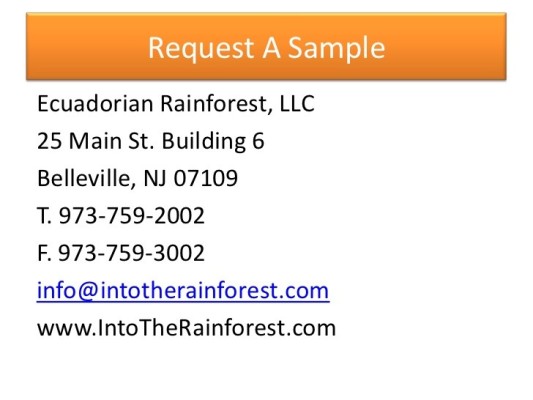 Request A Sample
Ecuadorian Rainforest, LLC
25 Main St. Building 6
Belleville, NJ 07109
T. 973-759-2002
F. 973-759-3002
info@intotherainforest.com
www.IntoTheRainforest.com